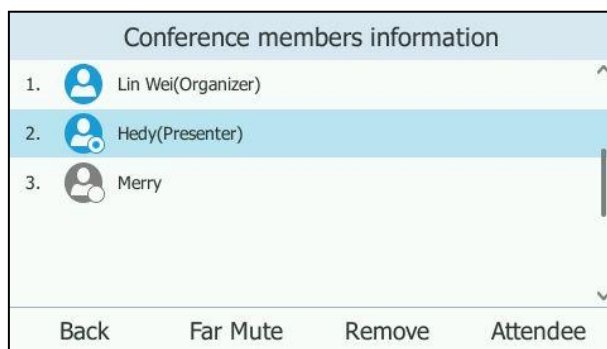 Conference members information
1. Lin Wei(Organizer)
2. Hedy(Presenter)
3. Merry
Back Far Mute Remove Attendee